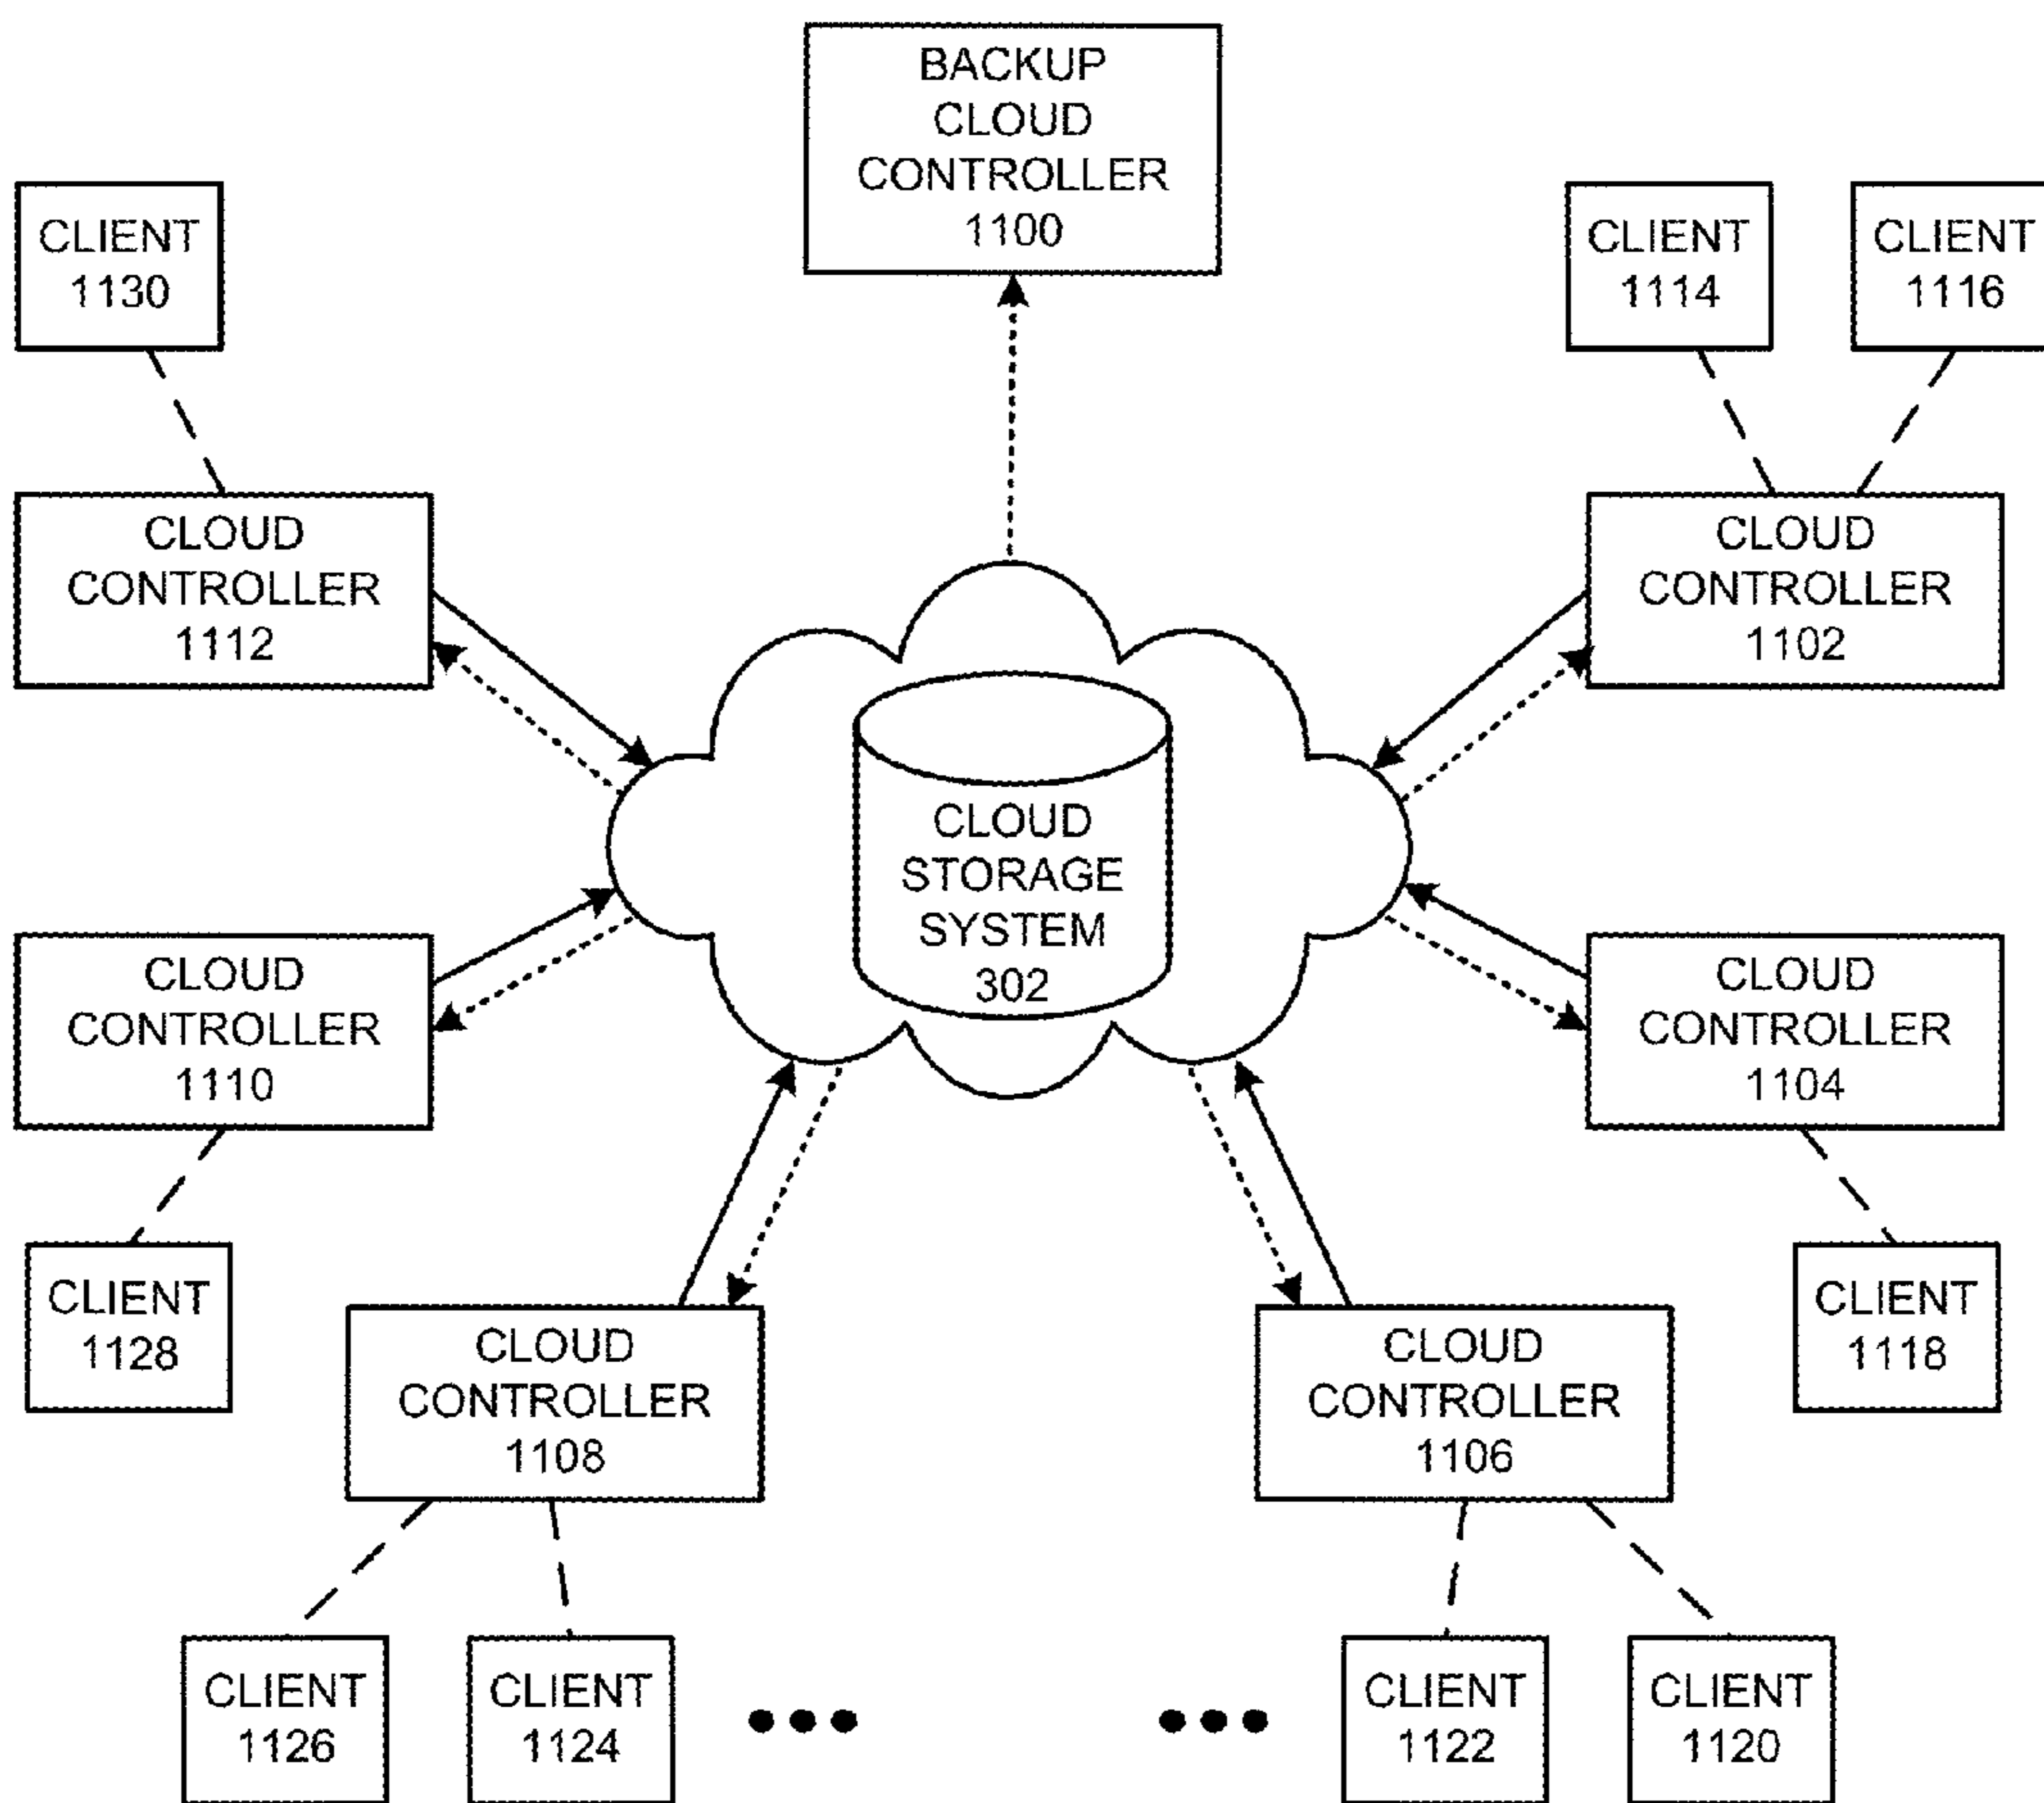 BACKUP
CLOUD
CONTROLLER
1100
CLIENT
1130
CLIENT
1114
CLIENT
1116
CLOUD
CONTROLLER
1112
CLOUD
CONTROLLER
1102
CLOUD
STORAGE
SYSTEM
302
CLOUD
CONTROLLER
1110
CLOUD
CONTROLLER
1104
CLIENT
1128
CLOUD
CONTROLLER
1108
CLOUD
CONTROLLER
1106
CLIENT
1118
CLIENT
1126
CLIENT
1124
CLIENT
1122
CLIENT
1120